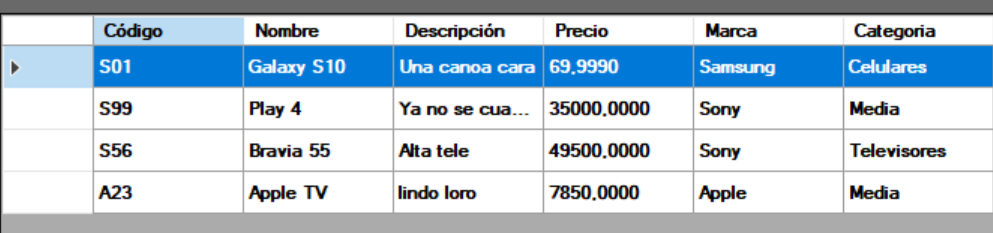 Código Nombre Descripción Precio Marca Categoria
S01 Galaxy S10 Una canoa cara 69,9990 Samsung Celulares
S99 Play 4 Ya no se cua... 35000,0000 Sony Media
S56 Bravia 55 Alta tele 49500,0000 Sony Televisores
A23 Apple TV lindo loro 7850,0000 Apple Media